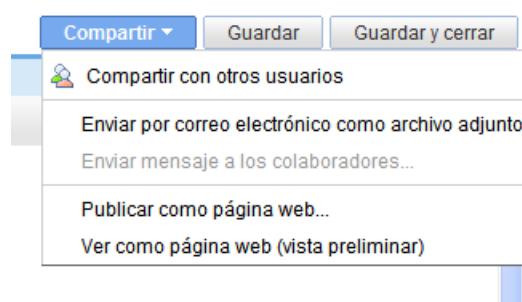 Compartir Guardar Guardar y cerrar
Compartir con otros usuarios
Enviar por correo electrónico como archivo adjunto
Enviar mensaje a los colaboradores...
Publicar como página web...
Ver como página web (vista preliminar)